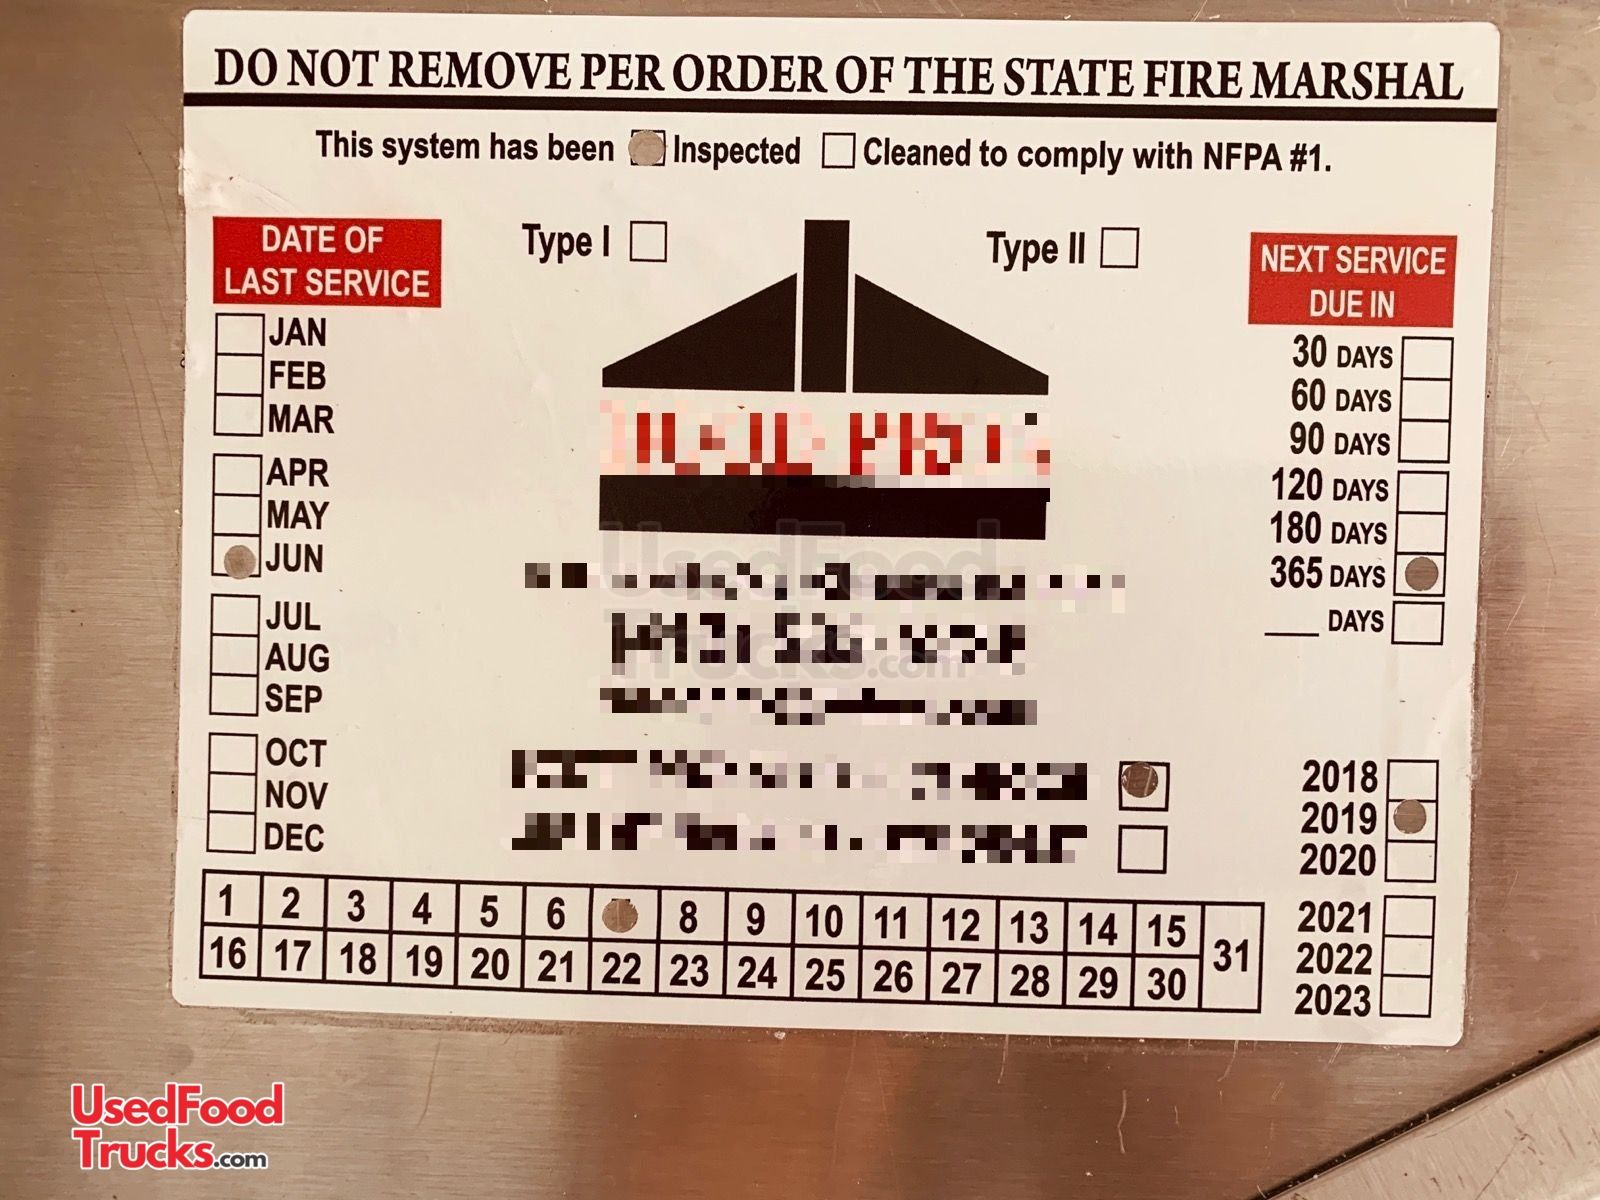 DO NOT REMOVE PER ORDER OF THE STATE FIRE MARSHAL
This system has been Inspected Cleaned to comply with NFPA #1.
Type I Type II
DATE OF
LAST SERVICE
JAN
FEB
MAR
APR
MAY
JUN
JUL
AUG
SEP
OCT
NOV
DEC
NEXT SERVICE
DUE IN
30 DAYS
60 DAYS
90 DAYS
120 DAYS
180 DAYS
365 DAYS
___ DAYS
UsedFood
Trucks.com
2018
2019
2020
2021
2022
2023
1 2 3 4 5 6 8 9 10 11 12 13 14 15 31
16 17 18 19 20 21 22 23 24 25 26 27 28 29 30
UsedFood
Trucks.com